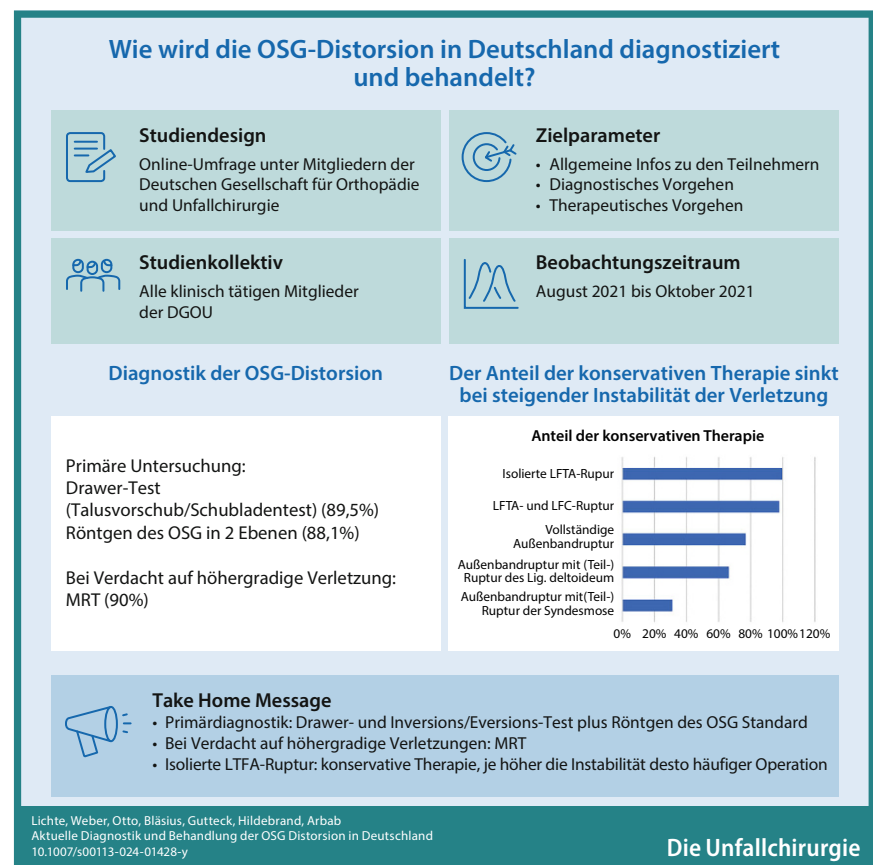 Wie wird die OSG-Distorsion in Deutschland diagnostiziert
und behandelt?
Studiendesign
Online-Umfrage unter Mitgliedern der
Deutschen Gesellschaft für Orthopädie
und Unfallchirurgie
Zielparameter
• Allgemeine Infos zu den Teilnehmern
• Diagnostisches Vorgehen
• Therapeutisches Vorgehen
Studienkollektiv
Alle klinisch tätigen Mitglieder
der DGOU
Beobachtungszeitraum
August 2021 bis Oktober 2021
Diagnostik der OSG-Distorsion
Primäre Untersuchung:
Drawer-Test
(Talusvorschub/Schubladentest) (89,5%)
Röntgen des OSG in 2 Ebenen (88,1%)
Bei Verdacht auf höhergradige Verletzung:
MRT (90%)
Der Anteil der konservativen Therapie sinkt
bei steigender Instabilität der Verletzung
Anteil der konservativen Therapie
Isolierte LFTA-Rupur
LFTA- und LFC-Ruptur
Vollständige
Außenbandruptur
Außenbandruptur mit (Teil-)
Ruptur des Lig. deltoideum
Außenbandruptur mit(Teil-)
Ruptur der Syndesmose
0% 20% 40% 60% 80% 100% 120%
Take Home Message
• Primärdiagnostik: Drawer- und Inversions/Eversions-Test plus Röntgen des OSG Standard
• Bei Verdacht auf höhergradige Verletzungen: MRT
• Isolierte LTFA-Ruptur: konservative Therapie, je höher die Instabilität desto häufiger Operation
Lichte, Weber, Otto, Bläsius, Gutteck, Hildebrand, Arbab
Aktuelle Diagnostik und Behandlung der OSG Distorsion in Deutschland
10.1007/s00113-024-01428-y
Die Unfallchirurgie